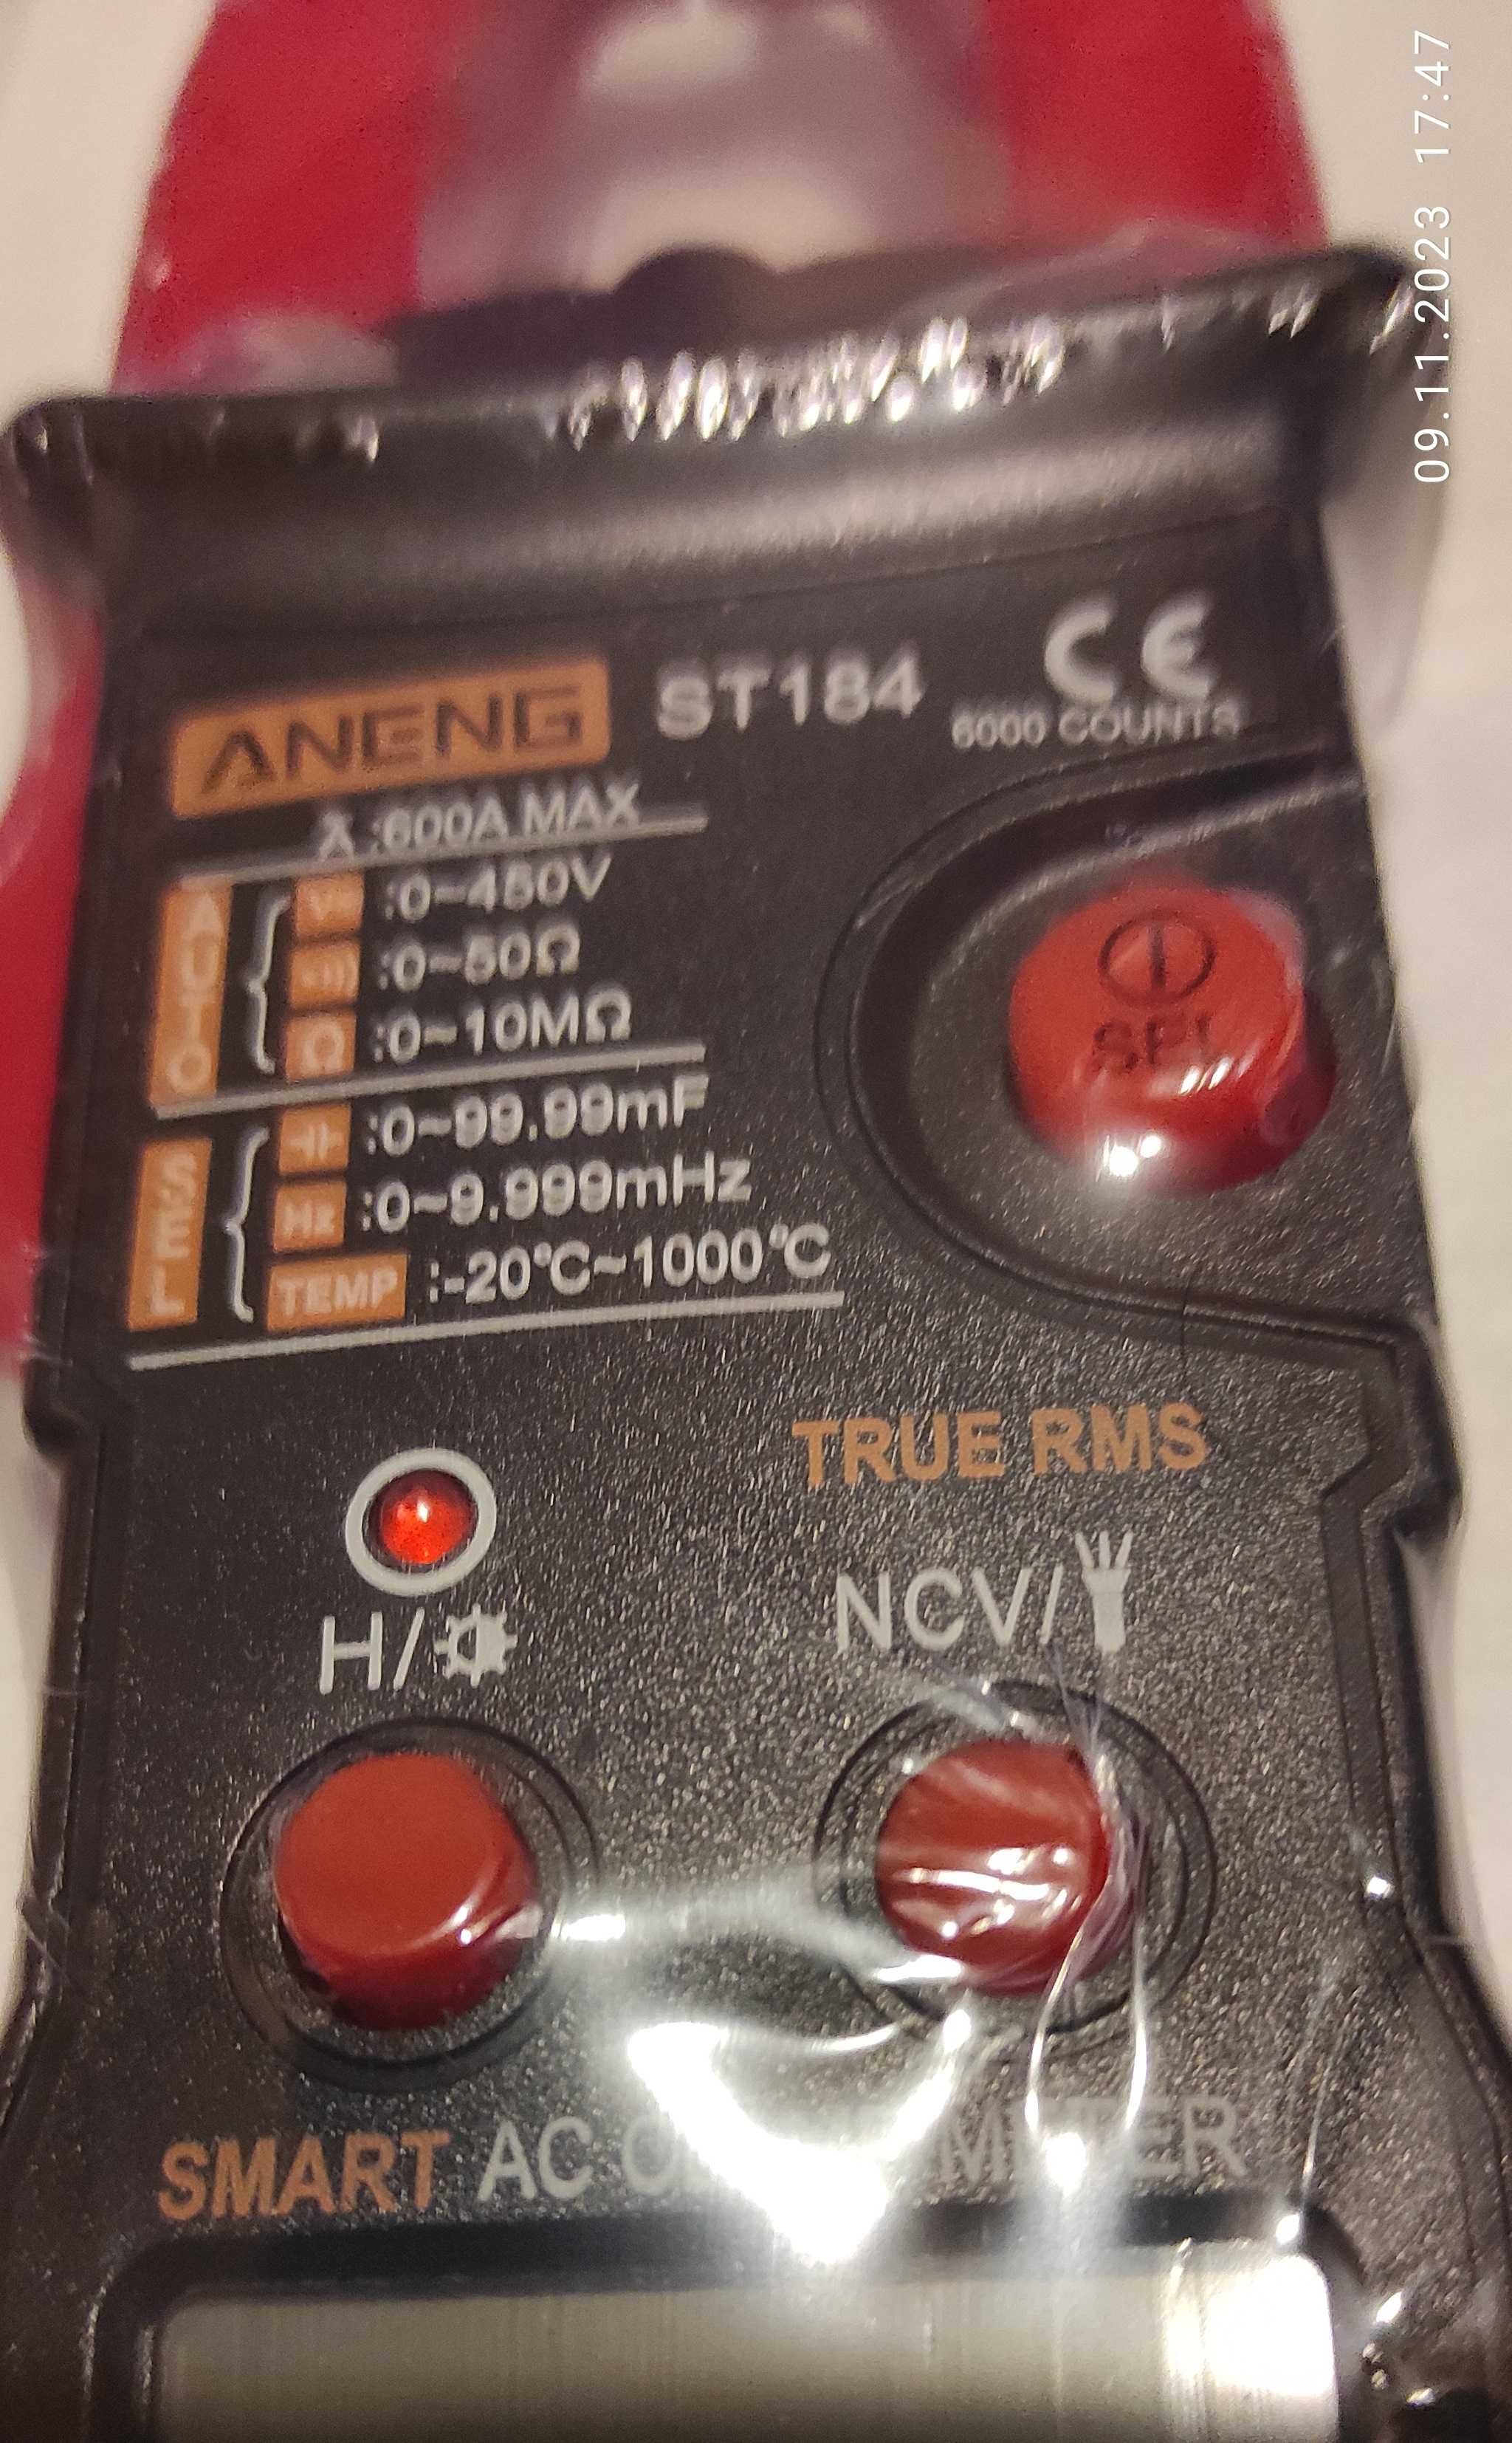 09.11.2023 17:47
ANENG ST184 CE
6000 COUNTS
:600A MAX
AUTO
:0~450V
:0~50Ω
Ω :0~10MΩ
SEL
:0~99.99mF
Hz :0~9.999mHz
TEMP :-20℃~1000℃
SEL
TRUE RMS
H/
NCV/
SMART AC